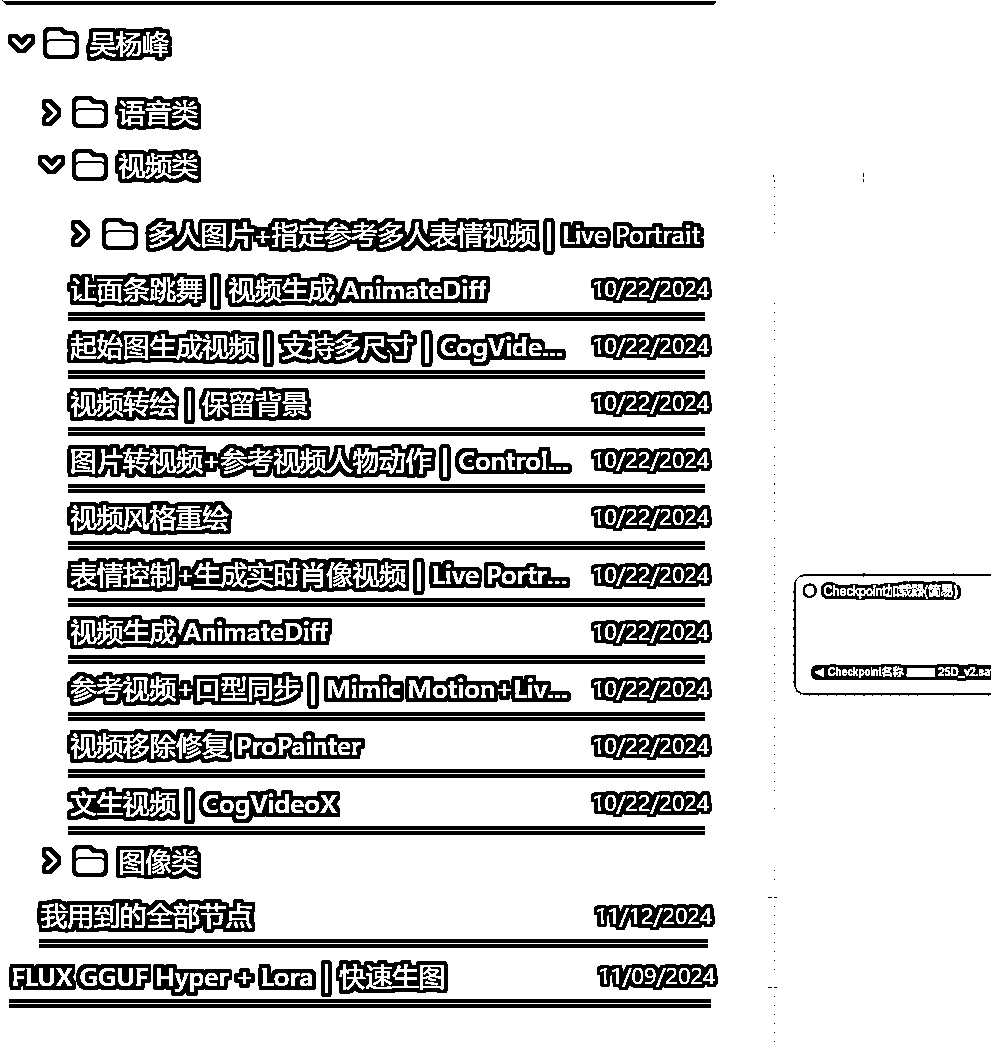 吴杨峰
语音类
视频类
多人图片+指定参考多人表情视频 | Live Portrait
让面条跳舞 | 视频生成 AnimateDiff 10/22/2024
起始图生成视频 | 支持多尺寸 | CogVide... 10/22/2024
视频转绘 | 保留背景 10/22/2024
图片转视频+参考视频人物动作 | Control... 10/22/2024
视频风格重绘 10/22/2024
表情控制+生成实时肖像视频 | Live Portr... 10/22/2024
Checkpoint加载器(简易)
视频生成 AnimateDiff 10/22/2024
Checkpoint名称 25D_v2.sa
参考视频+口型同步 | Mimic Motion+Liv... 10/22/2024
视频移除修复 ProPainter 10/22/2024
文生视频 | CogVideoX 10/22/2024
图像类
我用到的全部节点 11/12/2024
FLUX GGUF Hyper + Lora | 快速生图 11/09/2024